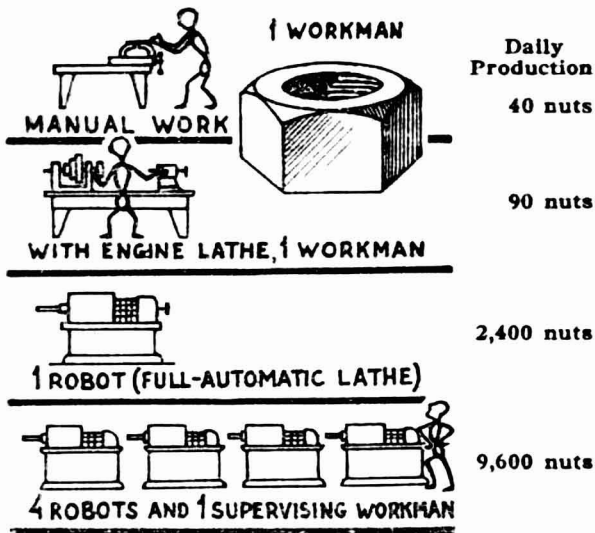 1 WORKMAN
Daily
Production
MANUAL WORK
40 nuts
WITH ENGINE LATHE, 1 WORKMAN
90 nuts
1 ROBOT (FULL-AUTOMATIC LATHE)
2,400 nuts
4 ROBOTS AND 1 SUPERVISING WORKMAN
9,600 nuts